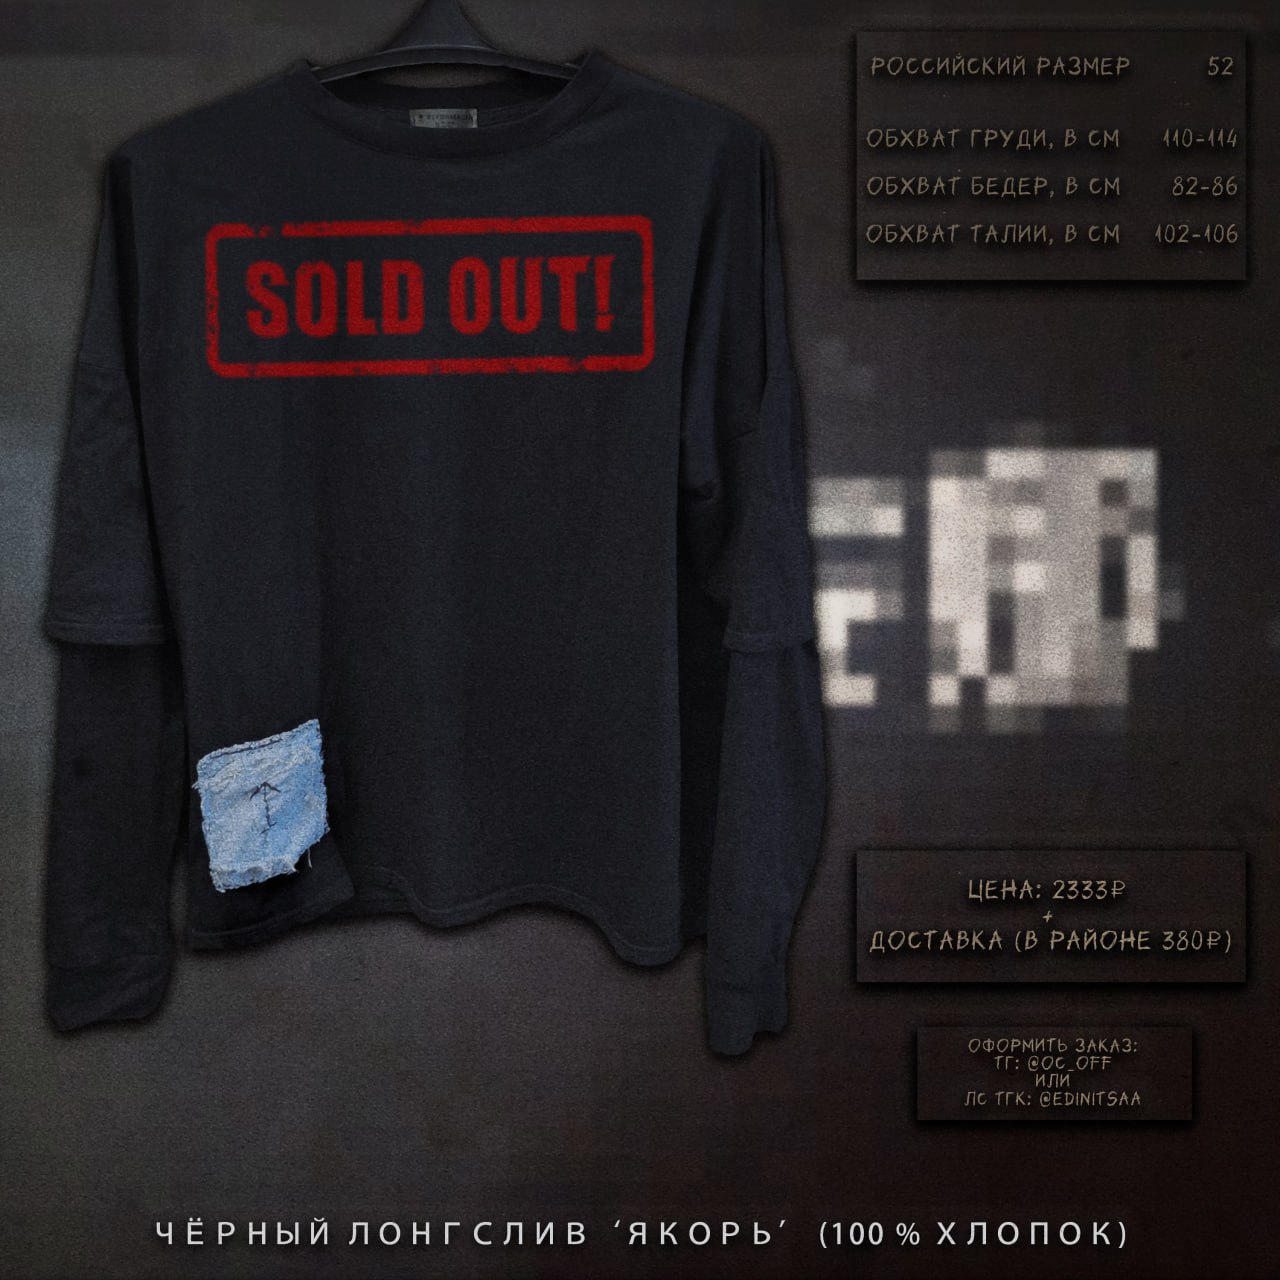 РОССИЙСКИЙ РАЗМЕР 52
ОБХВАТ ГРУДИ, В СМ 110-114
ОБХВАТ БЕДЕР, В СМ 82-86
ОБХВАТ ТАЛИИ, В СМ 102-106
SOLD OUT!
ЦЕНА: 2333₽
+
ДОСТАВКА (В РАЙОНЕ 380₽)
ОФОРМИТЬ ЗАКАЗ:
ТГ: @OC_OFF
ИЛИ
ЛС ТГК: @EDINITSAA
ЧЁРНЫЙ ЛОНГСЛИВ ‘ЯКОРЬ’ (100 % ХЛОПОК)